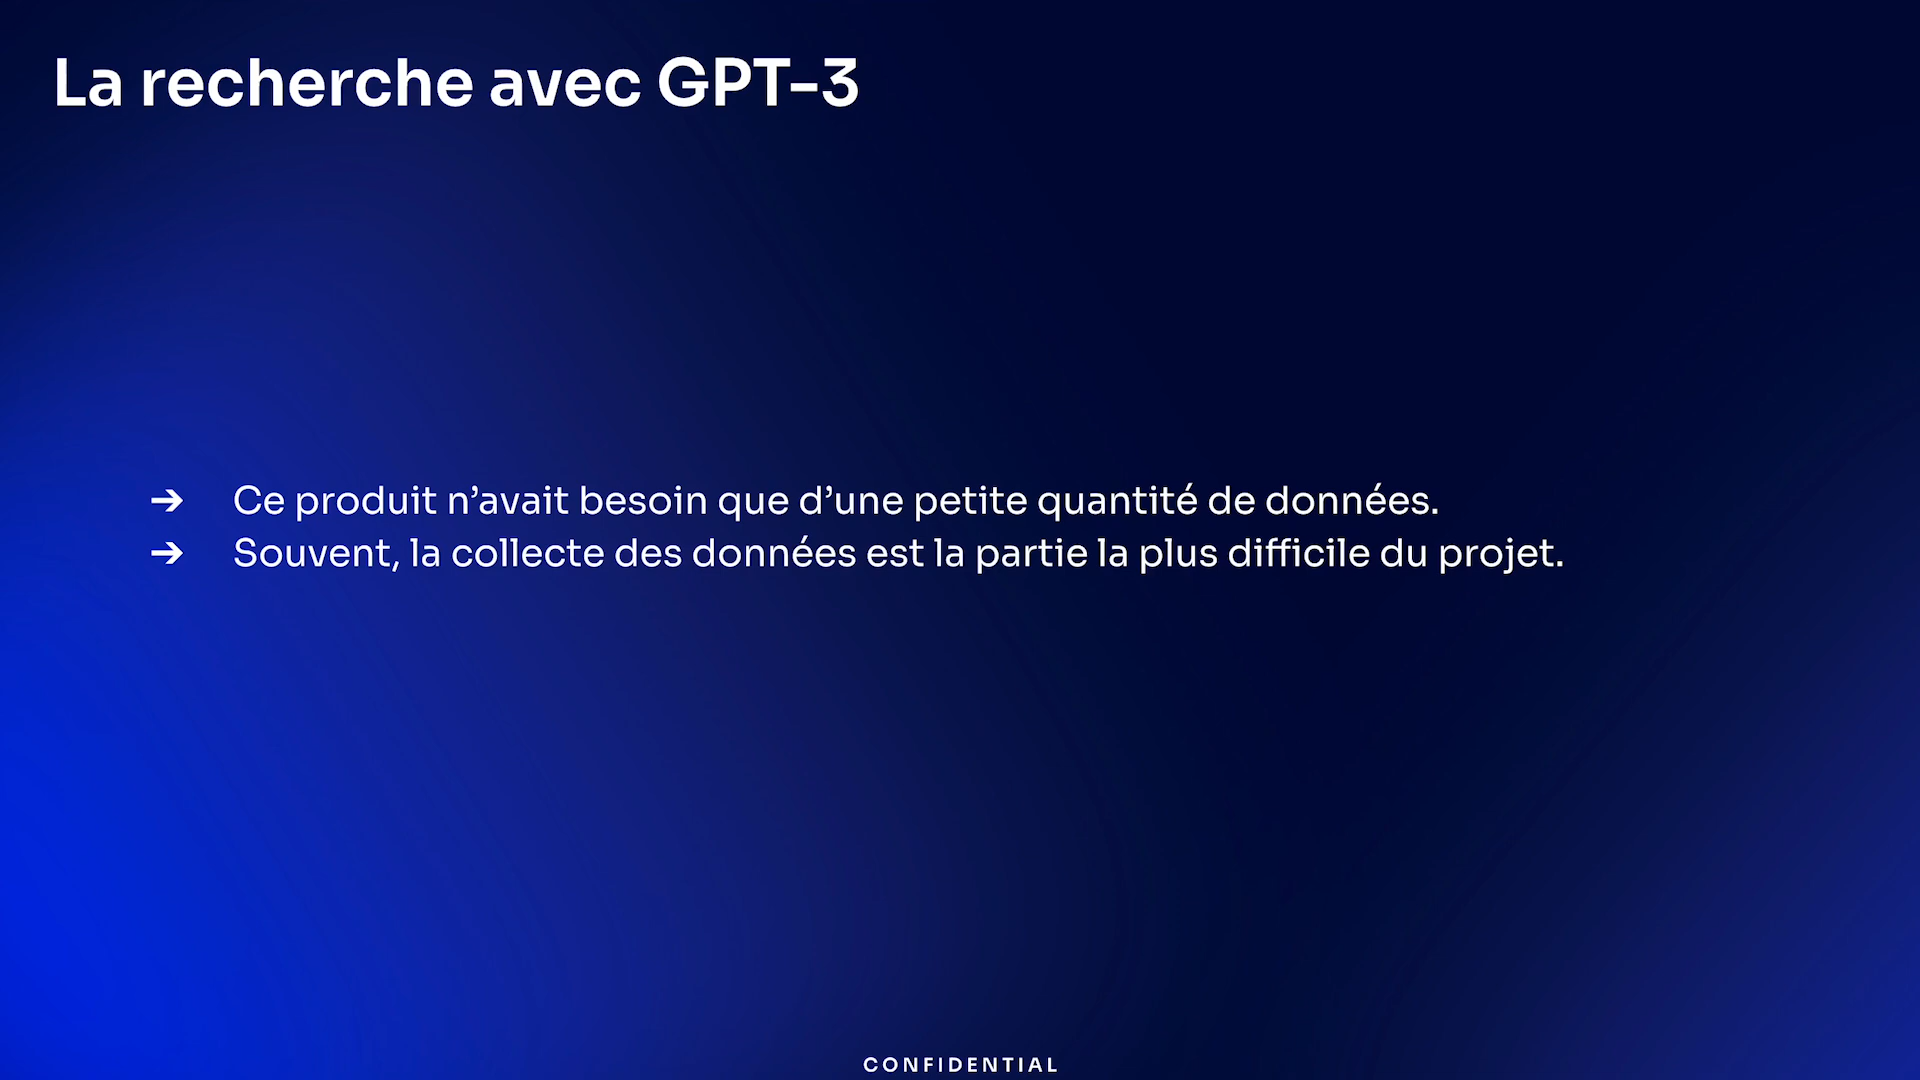 La recherche avec GPT-3
➔ Ce produit n’avait besoin que d’une petite quantité de données.
➔ Souvent, la collecte des données est la partie la plus difficile du projet.
CONFIDENTIAL